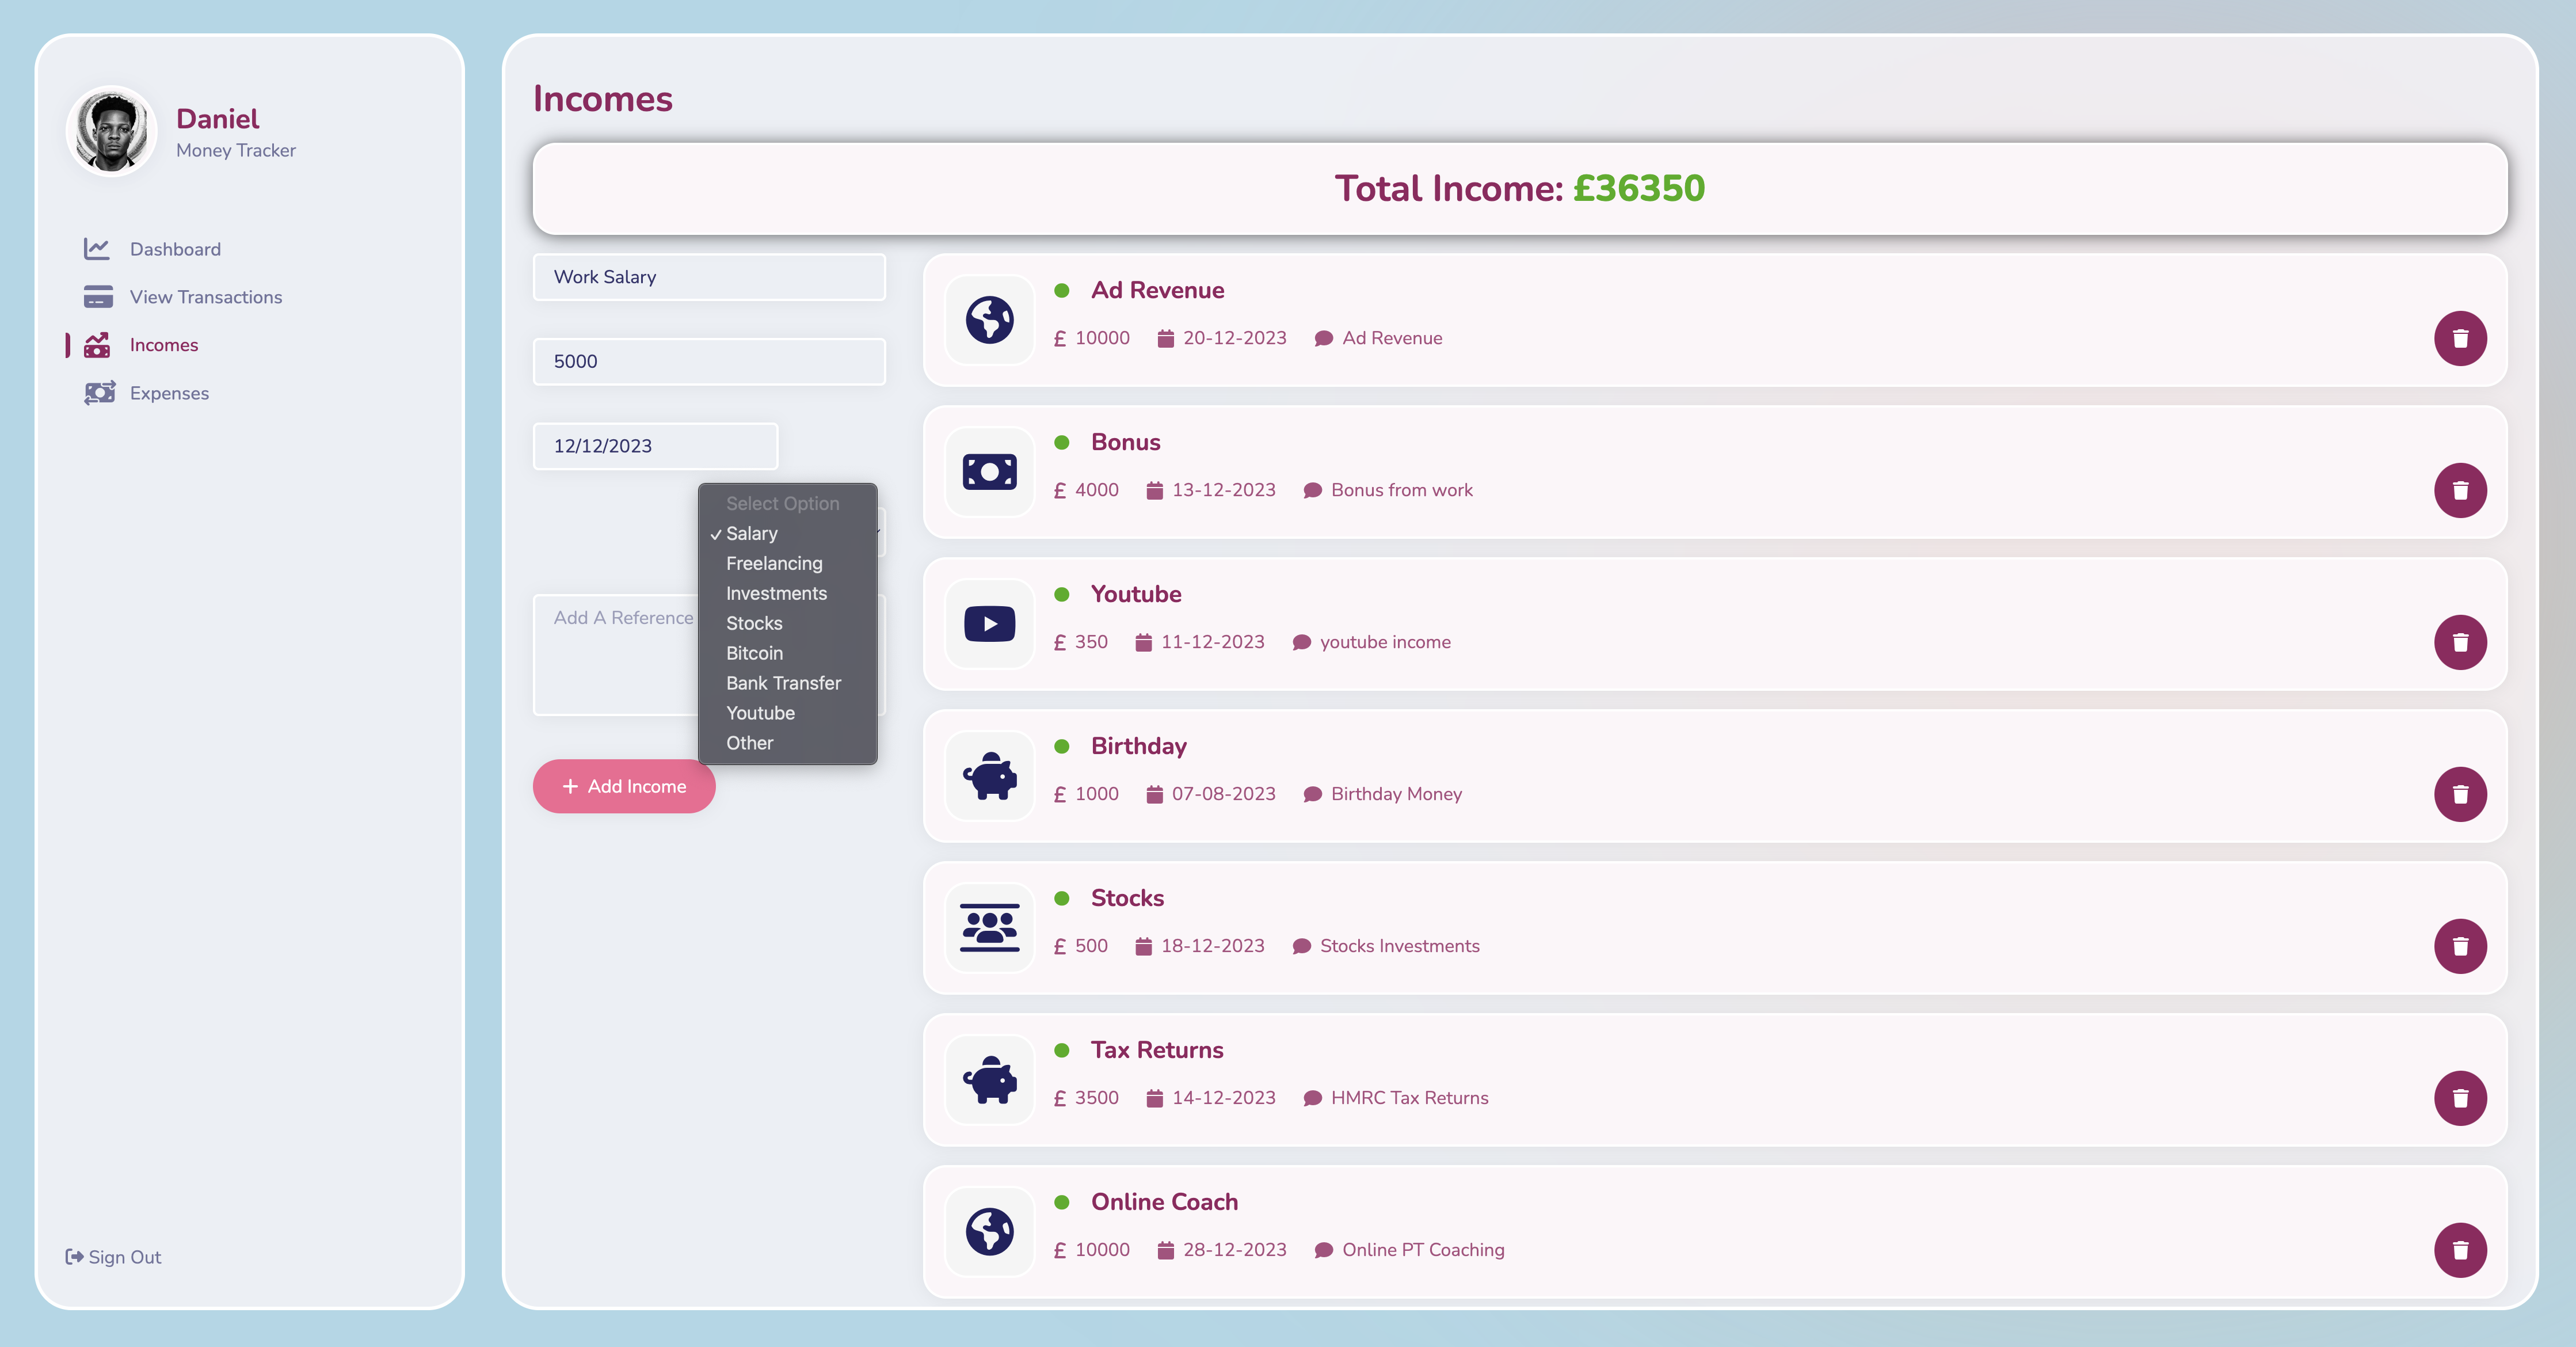 Daniel
Money Tracker
Dashboard
View Transactions
Incomes
Expenses
Sign Out
Incomes
Total Income: £36350
Work Salary
5000
12/12/2023
Select Option
✓ Salary
Freelancing
Investments
Stocks
Bitcoin
Bank Transfer
Youtube
Other
Add A Reference
+ Add Income
Ad Revenue
£ 10000 20-12-2023 Ad Revenue
Bonus
£ 4000 13-12-2023 Bonus from work
Youtube
£ 350 11-12-2023 youtube income
Birthday
£ 1000 07-08-2023 Birthday Money
Stocks
£ 500 18-12-2023 Stocks Investments
Tax Returns
£ 3500 14-12-2023 HMRC Tax Returns
Online Coach
£ 10000 28-12-2023 Online PT Coaching